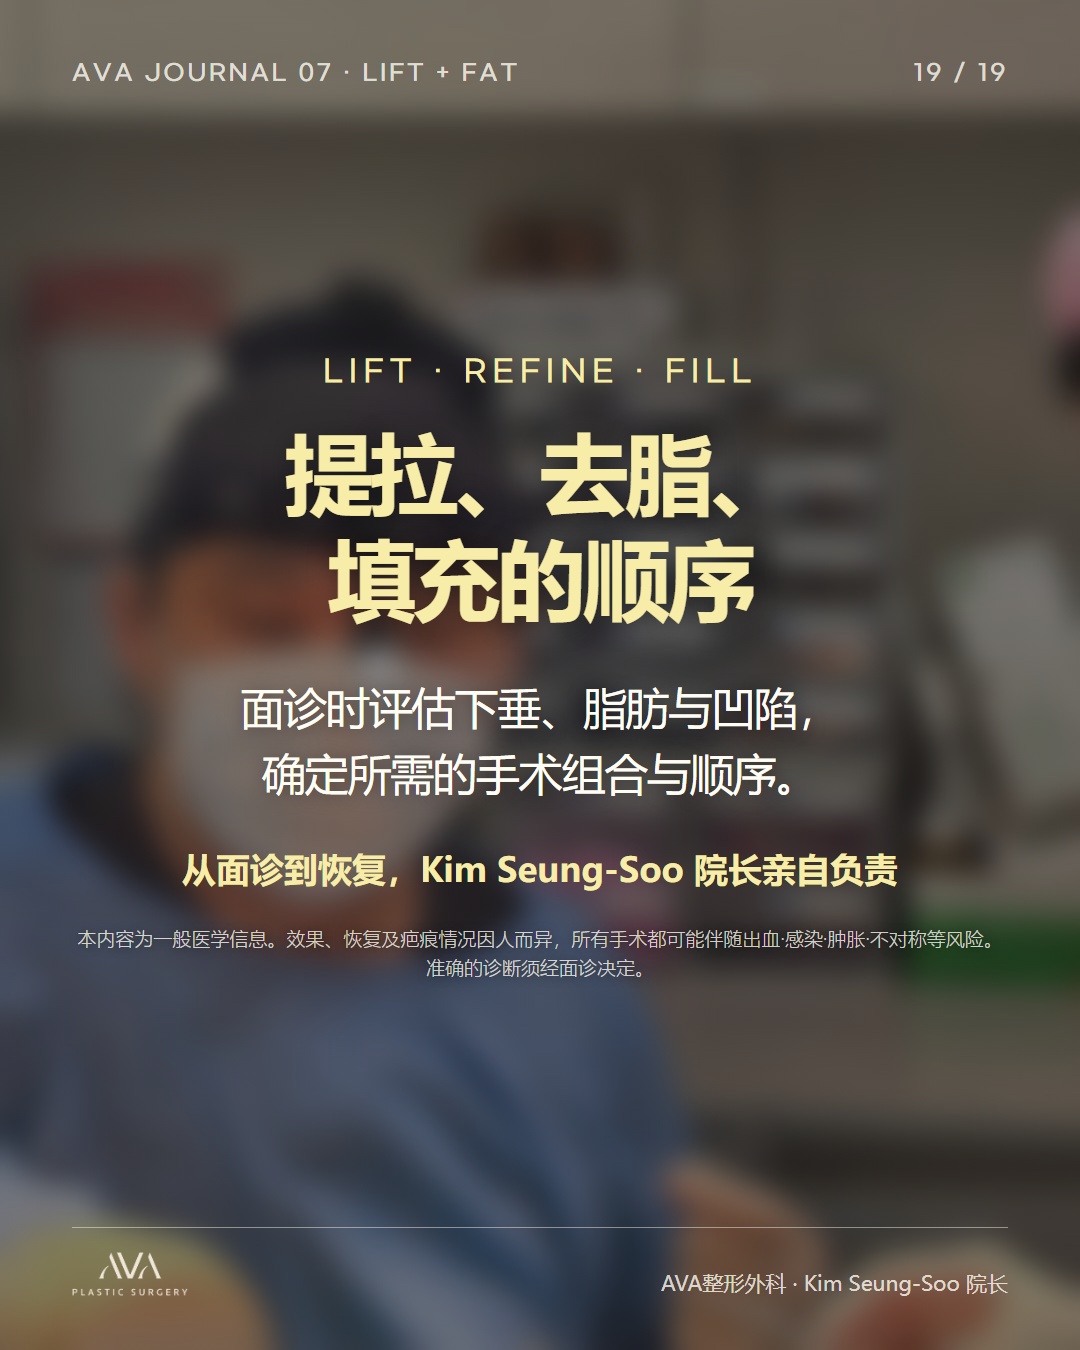 AVA JOURNAL 07 · LIFT + FAT
19 / 19
LIFT · REFINE · FILL
提拉、去脂、
填充的顺序
面诊时评估下垂、脂肪与凹陷，
确定所需的手术组合与顺序。
从面诊到恢复，Kim Seung-Soo 院长亲自负责
本内容为一般医学信息。效果、恢复及疤痕情况因人而异，所有手术都可能伴随出血·感染·肿胀·不对称等风险。
准确的诊断须经面诊决定。
AVA
PLASTIC SURGERY
AVA整形外科 · Kim Seung-Soo 院长